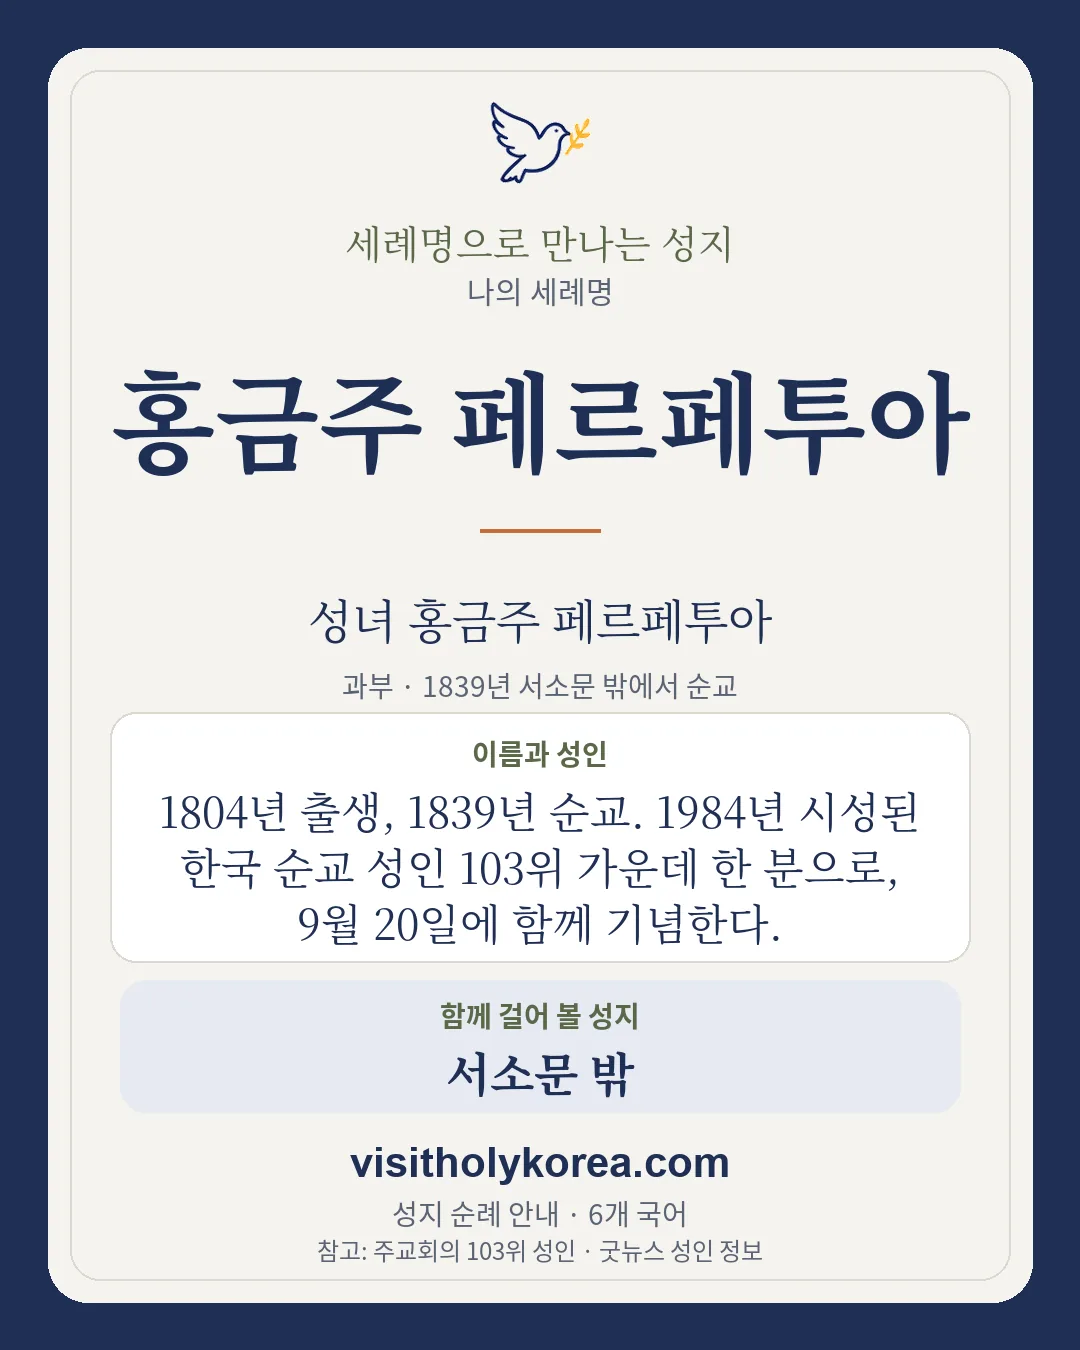 세례명으로 만나는 성지
나의 세례명
홍금주 페르페투아
성녀 홍금주 페르페투아
과부 · 1839년 서소문 밖에서 순교
이름과 성인
1804년 출생, 1839년 순교. 1984년 시성된
한국 순교 성인 103위 가운데 한 분으로,
9월 20일에 함께 기념한다.
함께 걸어 볼 성지
서소문 밖
visitholykorea.com
성지 순례 안내 · 6개 국어
참고: 주교회의 103위 성인 · 굿뉴스 성인 정보